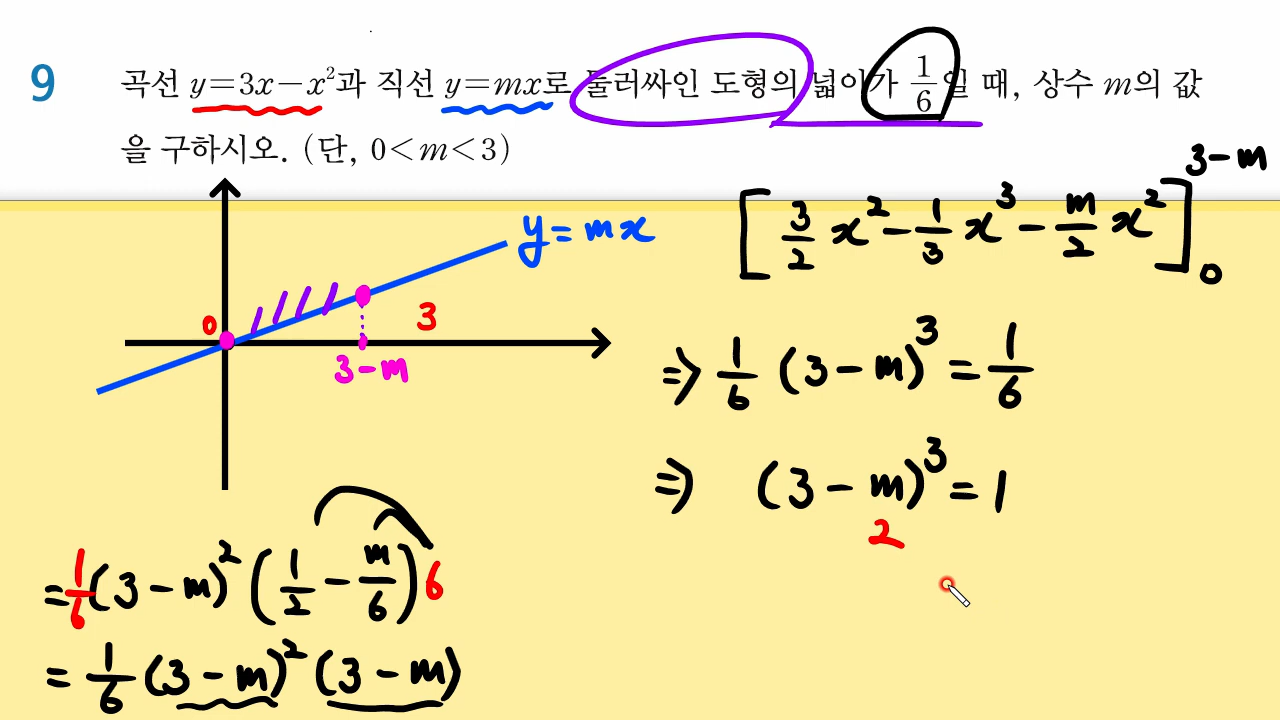 9 곡선 y=3x-x²과 직선 y=mx로 둘러싸인 도형의 넓이가 1/6일 때, 상수 m의 값
을 구하시오. (단, 0<m<3)
y=mx
0
3
3-m
[3/2 x² - 1/3 x³ - m/2 x²]₀^(3-m)
⇒ 1/6 (3-m)³ = 1/6
⇒ (3-m)³ = 1
2
= 1/6 (3-m)² (1/2 - m/6) 6
= 1/6 (3-m)² (3-m)